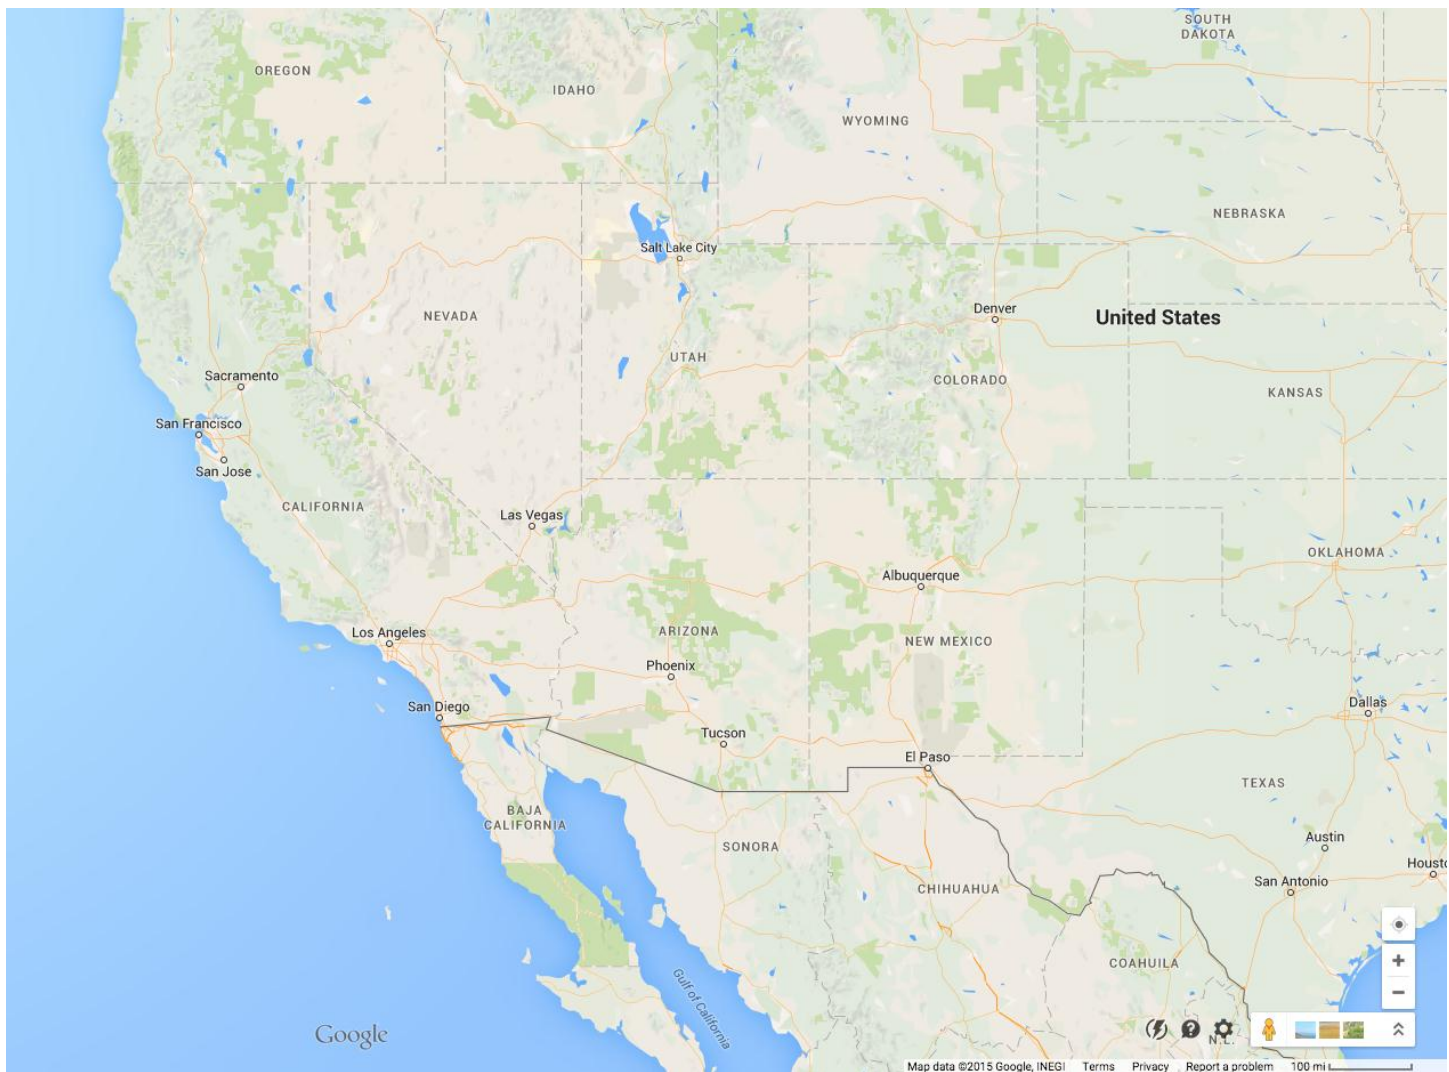 SOUTH
DAKOTA
OREGON
IDAHO
WYOMING
NEBRASKA
Salt Lake City
Denver
NEVADA
United States
UTAH
Sacramento
COLORADO
KANSAS
San Francisco
San Jose
CALIFORNIA
Las Vegas
OKLAHOMA
Albuquerque
Los Angeles
ARIZONA
NEW MEXICO
Phoenix
San Diego
Dallas
Tucson
El Paso
TEXAS
BAJA
CALIFORNIA
Austin
SONORA
Housto
San Antonio
CHIHUAHUA
COAHUILA
Gulf of California
Google
N.L.
Map data ©2015 Google, INEGI Terms Privacy Report a problem 100 mi